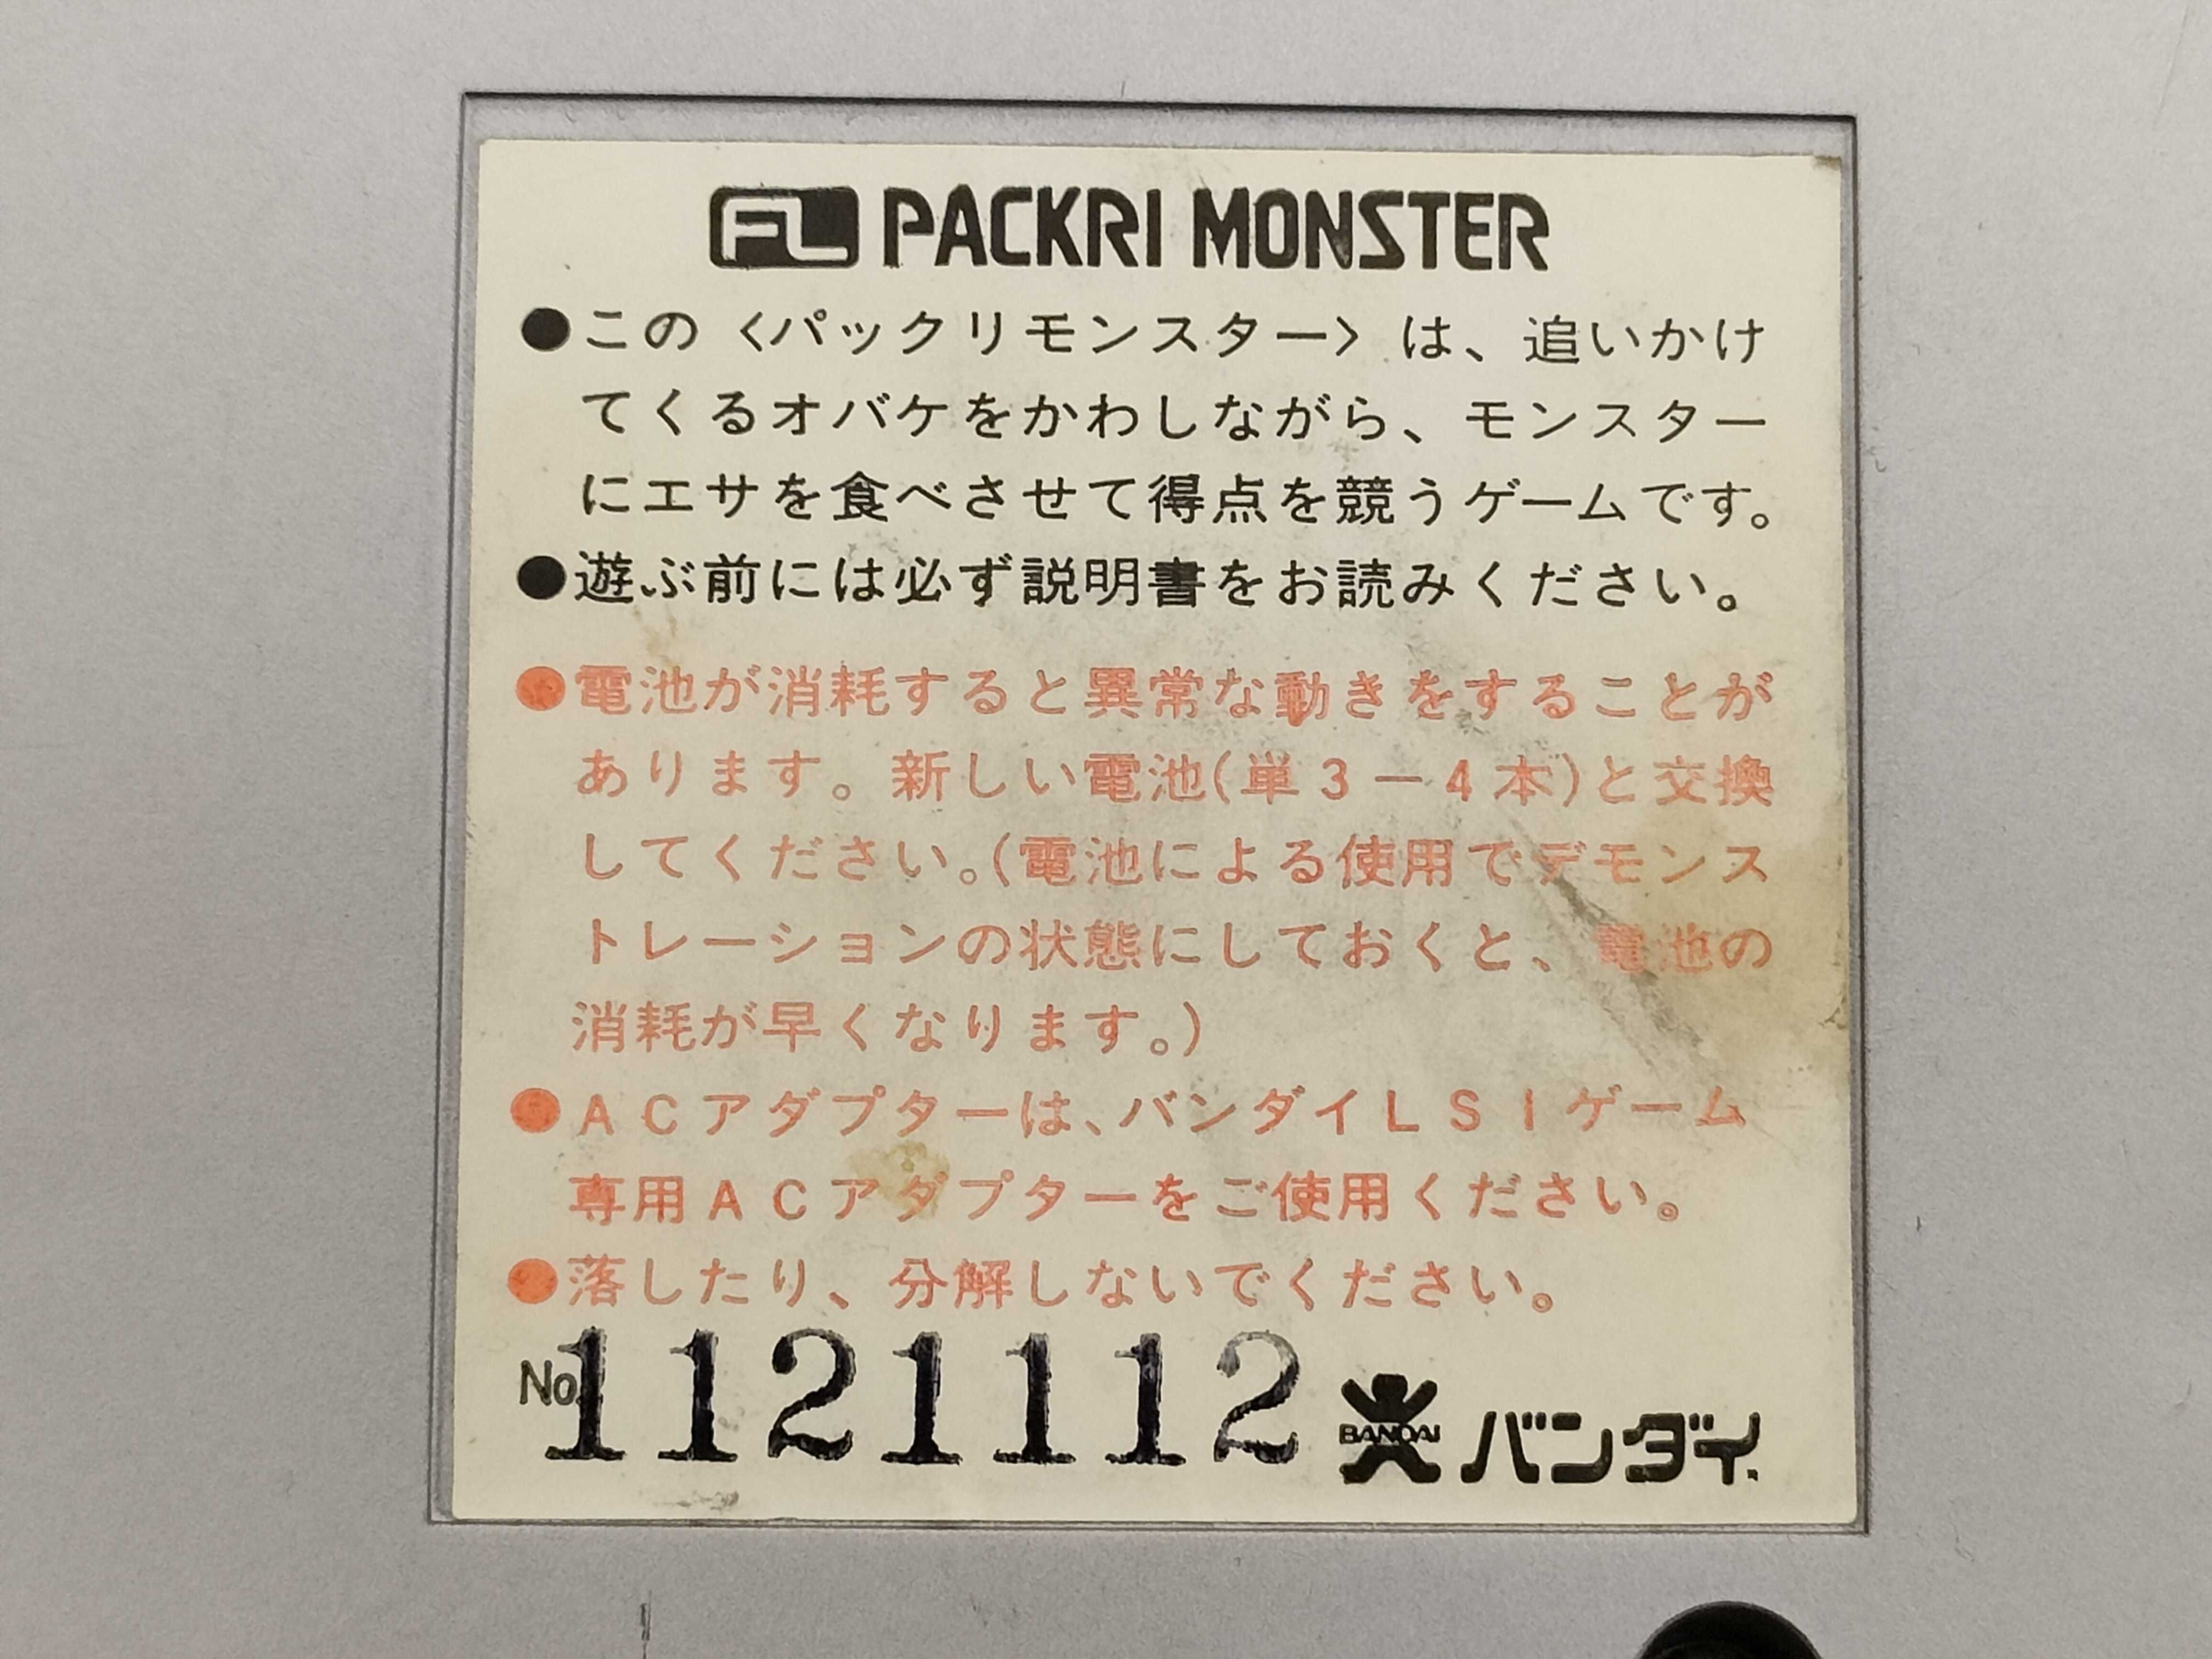 FL PACKRI MONSTER
●この〈パックリモンスター〉は、追いかけ
てくるオバケをかわしながら、モンスター
にエサを食べさせて得点を競うゲームです。
●遊ぶ前には必ず説明書をお読みください。
●電池が消耗すると異常な動きをすることが
あります。新しい電池(単3－4本)と交換
してください。(電池による使用でデモンス
トレーションの状態にしておくと、電池の
消耗が早くなります。)
●ACアダプターは、バンダイLSIゲーム
専用ACアダプターをご使用ください。
●落したり、分解しないでください。
No.1121112 BANDAI バンダイ